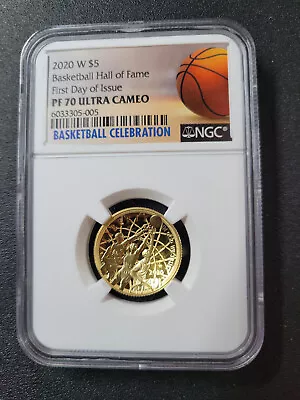 2020 W $5
Basketball Hall of Fame
First Day of Issue
PF 70 ULTRA CAMEO
6033305-005
BASKETBALL CELEBRATION
NGC